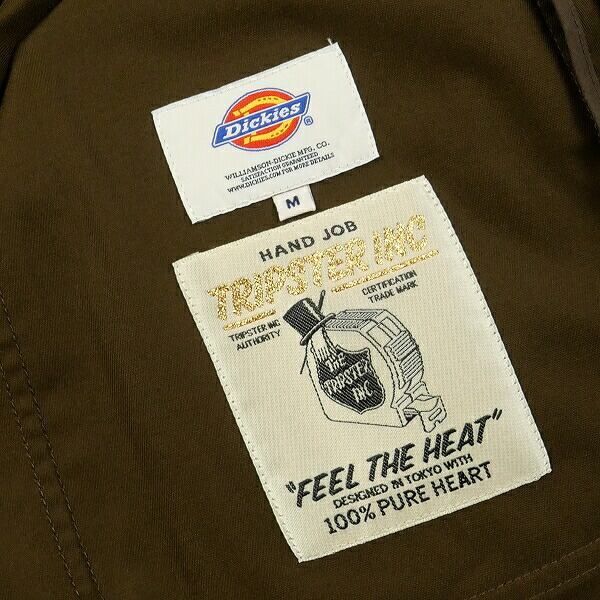 Dickies
®
WILLIAMSON-DICKIE MFG. CO.
SATISFACTION GUARANTEED
WWW.DICKIES.COM FOR MORE DETAILS
M
HAND JOB
TRIPSTER INC
TRIPSTER INC
AUTHORITY
CERTIFICATION
TRADE MARK
THE
TRIPSTER
INC
"FEEL THE HEAT"
DESIGNED IN TOKYO WITH
100% PURE HEART